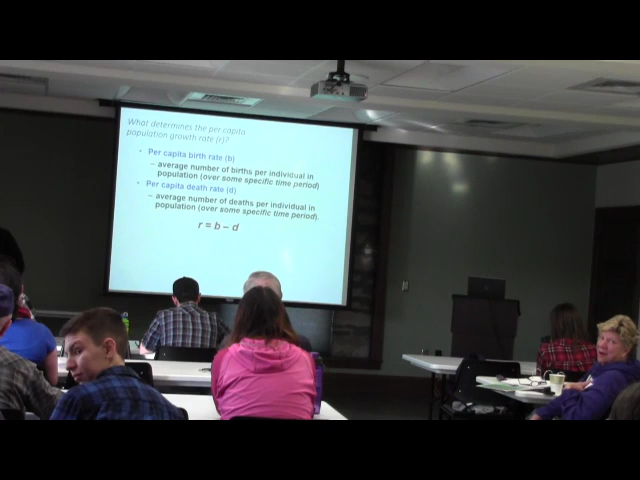 What determines the per capita
population growth rate (r)?
• Per capita birth rate (b)
– average number of births per individual in
population (over some specific time period)
• Per capita death rate (d)
– average number of deaths per individual in
population (over some specific time period).
r = b – d